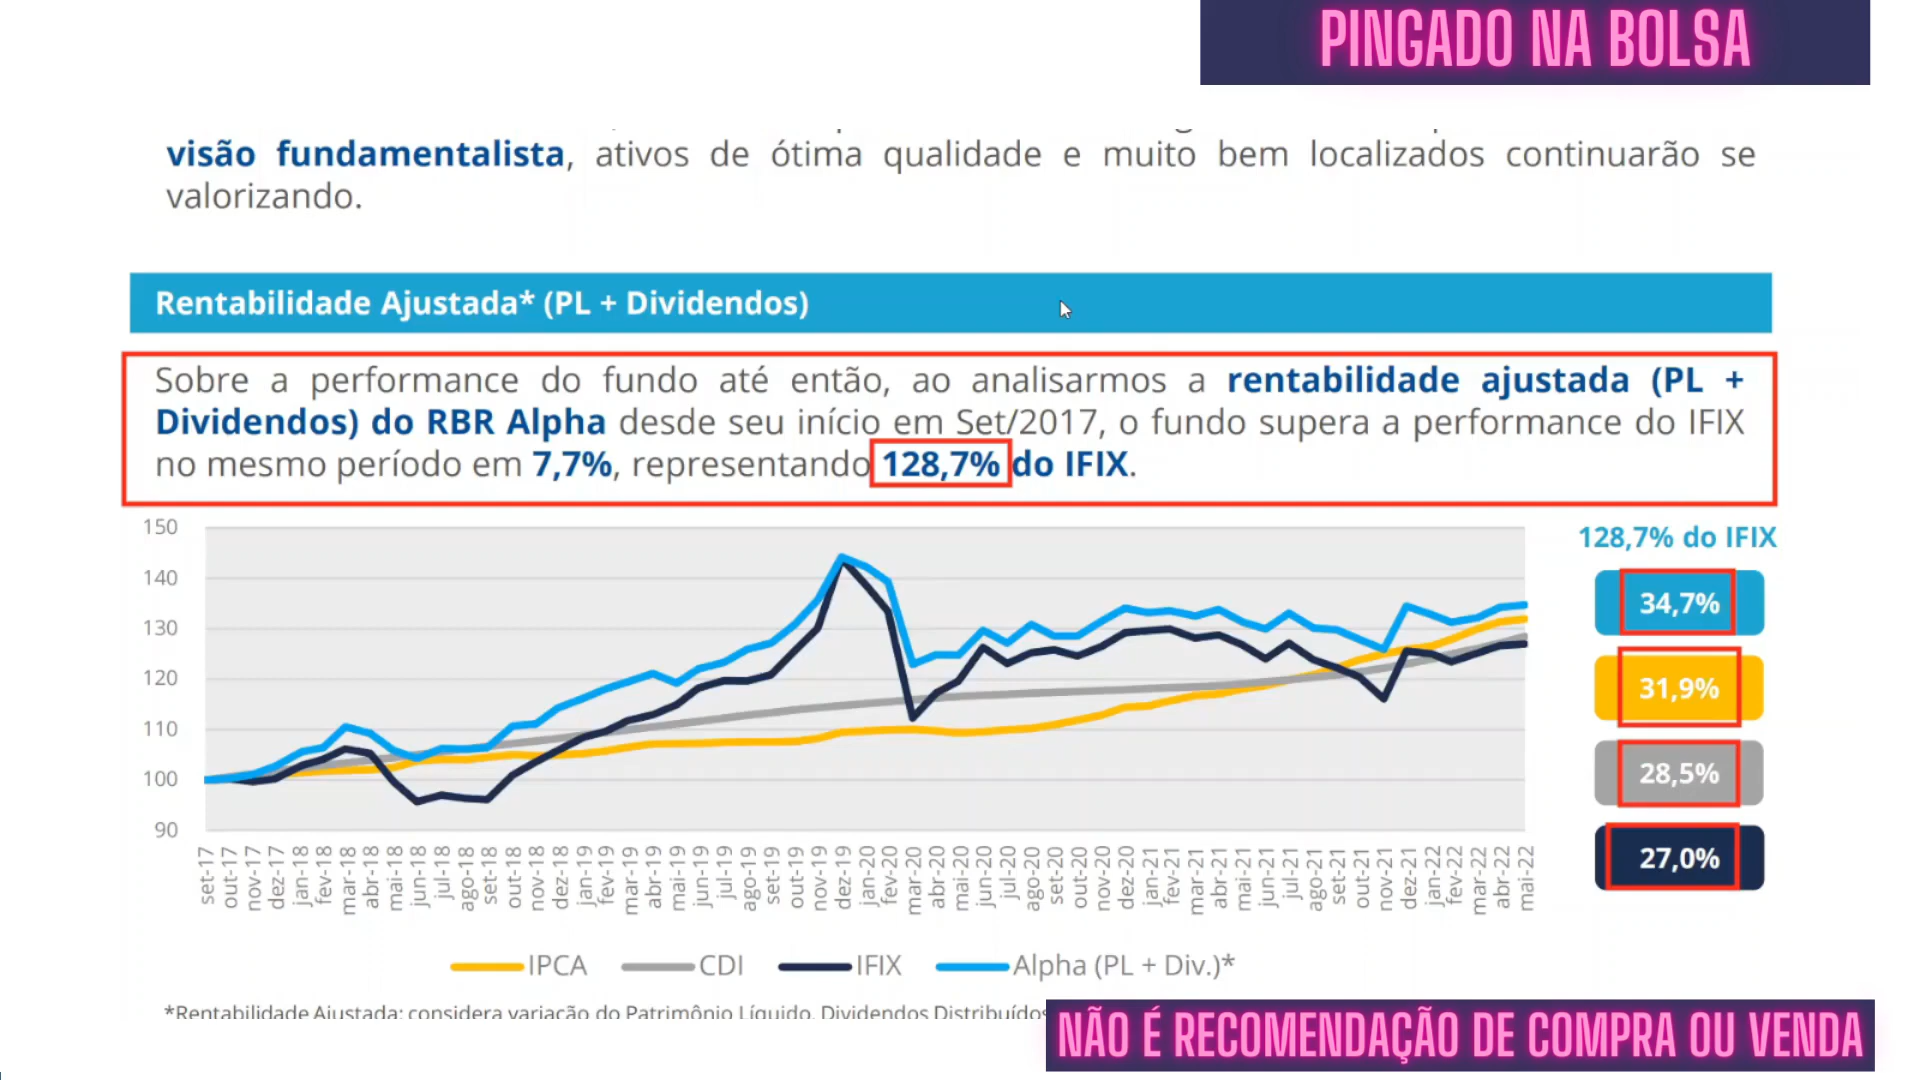 PINGADO NA BOLSA
visão fundamentalista, ativos de ótima qualidade e muito bem localizados continuarão se
valorizando.
Rentabilidade Ajustada* (PL + Dividendos)
Sobre a performance do fundo até então, ao analisarmos a rentabilidade ajustada (PL +
Dividendos) do RBR Alpha desde seu início em Set/2017, o fundo supera a performance do IFIX
no mesmo período em 7,7%, representando 128,7% do IFIX.
150
140
130
120
110
100
90
128,7% do IFIX
34,7%
31,9%
28,5%
27,0%
set-17
out-17
nov-17
dez-17
jan-18
fev-18
mar-18
abr-18
mai-18
jun-18
jul-18
ago-18
set-18
out-18
nov-18
dez-18
jan-19
fev-19
mar-19
abr-19
mai-19
jun-19
jul-19
ago-19
set-19
out-19
nov-19
dez-19
jan-20
fev-20
mar-20
abr-20
mai-20
jun-20
jul-20
ago-20
set-20
out-20
nov-20
dez-20
jan-21
fev-21
mar-21
abr-21
mai-21
jun-21
jul-21
ago-21
set-21
out-21
nov-21
dez-21
jan-22
fev-22
mar-22
abr-22
mai-22
IPCA CDI IFIX Alpha (PL + Div.)*
*Rentabilidade Ajustada: considera variação do Patrimônio Líquido, Dividendos Distribuídos
NÃO É RECOMENDAÇÃO DE COMPRA OU VENDA